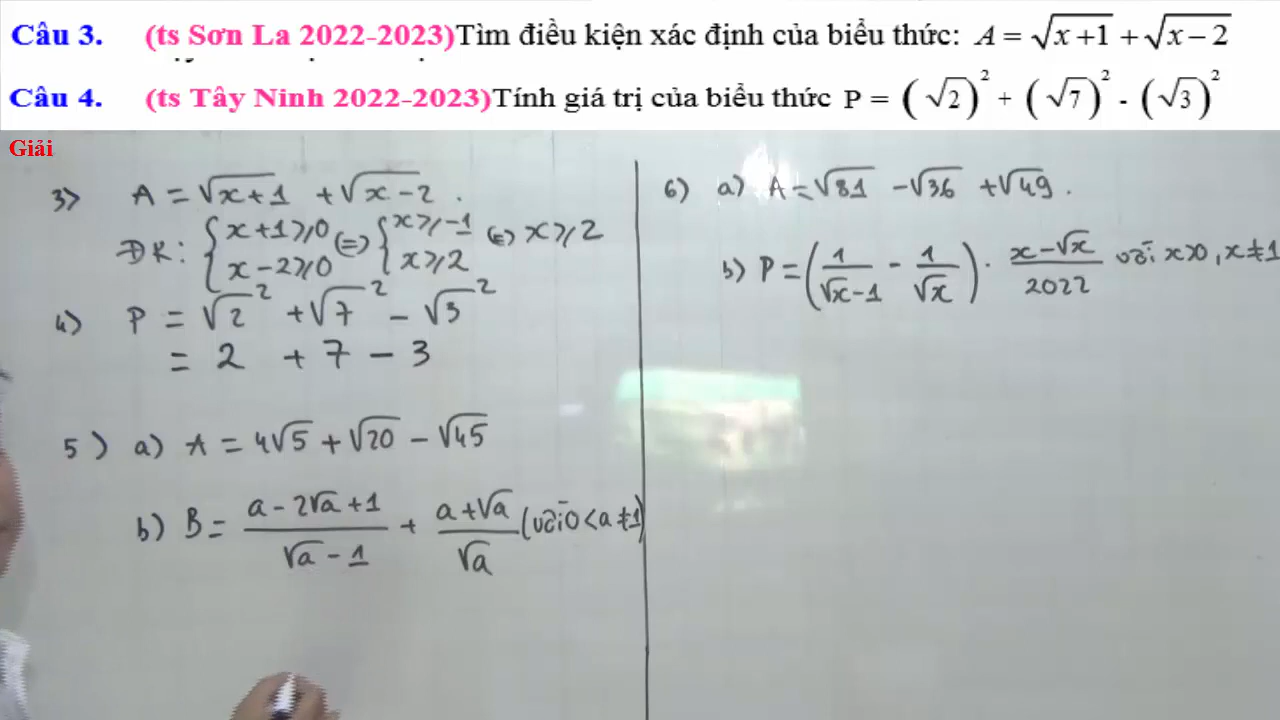 Câu 3. (ts Sơn La 2022-2023)Tìm điều kiện xác định của biểu thức: A = √(x+1) + √(x−2)
Câu 4. (ts Tây Ninh 2022-2023)Tính giá trị của biểu thức P = (√2)² + (√7)² - (√3)²
Giải
3) A = √(x+1) + √(x−2).
ĐK: { x+1 ⩾ 0 ; x−2 ⩾ 0 (=) { x ⩾ −1 ; x ⩾ 2 (=) x ⩾ 2
4) P = √2² + √7² − √3²
= 2 + 7 − 3
5) a) A = 4√5 + √20 − √45
b) B = (a − 2√a + 1)/(√a − 1) + (a + √a)/√a (với 0 < a ≠ 1)
6) a) A = √81 − √36 + √49.
b) P = (1/(√x−1) − 1/√x) . (x − √x)/2022 với x>0, x≠1